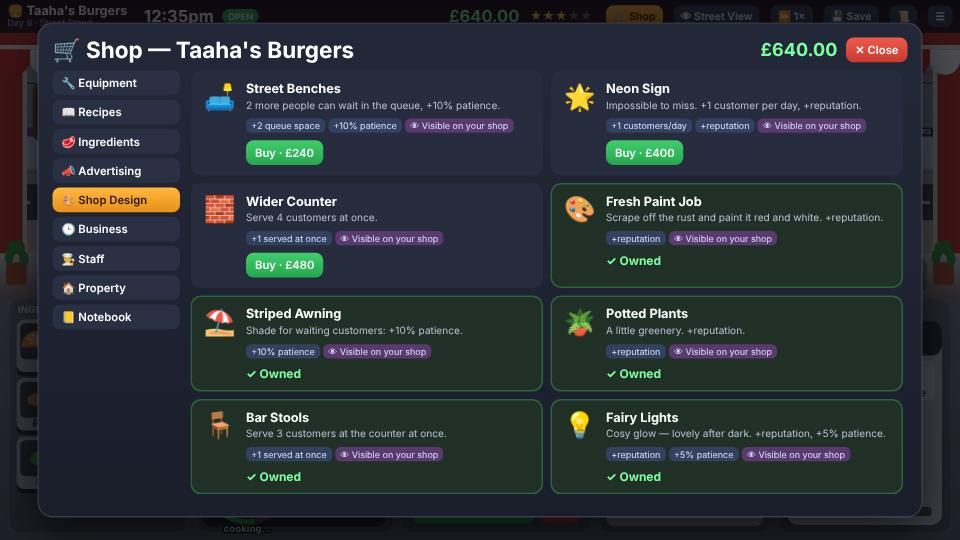 Taaha's Burgers
Day 9 · Street Stand
12:35pm
OPEN
£640.00
Shop
Street View
1×
Save
Shop — Taaha's Burgers
£640.00
✕ Close
Equipment
Recipes
Ingredients
Advertising
Shop Design
Business
Staff
Property
Notebook
Street Benches
2 more people can wait in the queue, +10% patience.
+2 queue space
+10% patience
Visible on your shop
Buy · £240
Neon Sign
Impossible to miss. +1 customer per day, +reputation.
+1 customers/day
+reputation
Visible on your shop
Buy · £400
Wider Counter
Serve 4 customers at once.
+1 served at once
Visible on your shop
Buy · £480
Fresh Paint Job
Scrape off the rust and paint it red and white. +reputation.
+reputation
Visible on your shop
✓ Owned
Striped Awning
Shade for waiting customers: +10% patience.
+10% patience
Visible on your shop
✓ Owned
Potted Plants
A little greenery. +reputation.
+reputation
Visible on your shop
✓ Owned
Bar Stools
Serve 3 customers at the counter at once.
+1 served at once
Visible on your shop
✓ Owned
Fairy Lights
Cosy glow — lovely after dark. +reputation, +5% patience.
+reputation
+5% patience
Visible on your shop
✓ Owned
cooking...